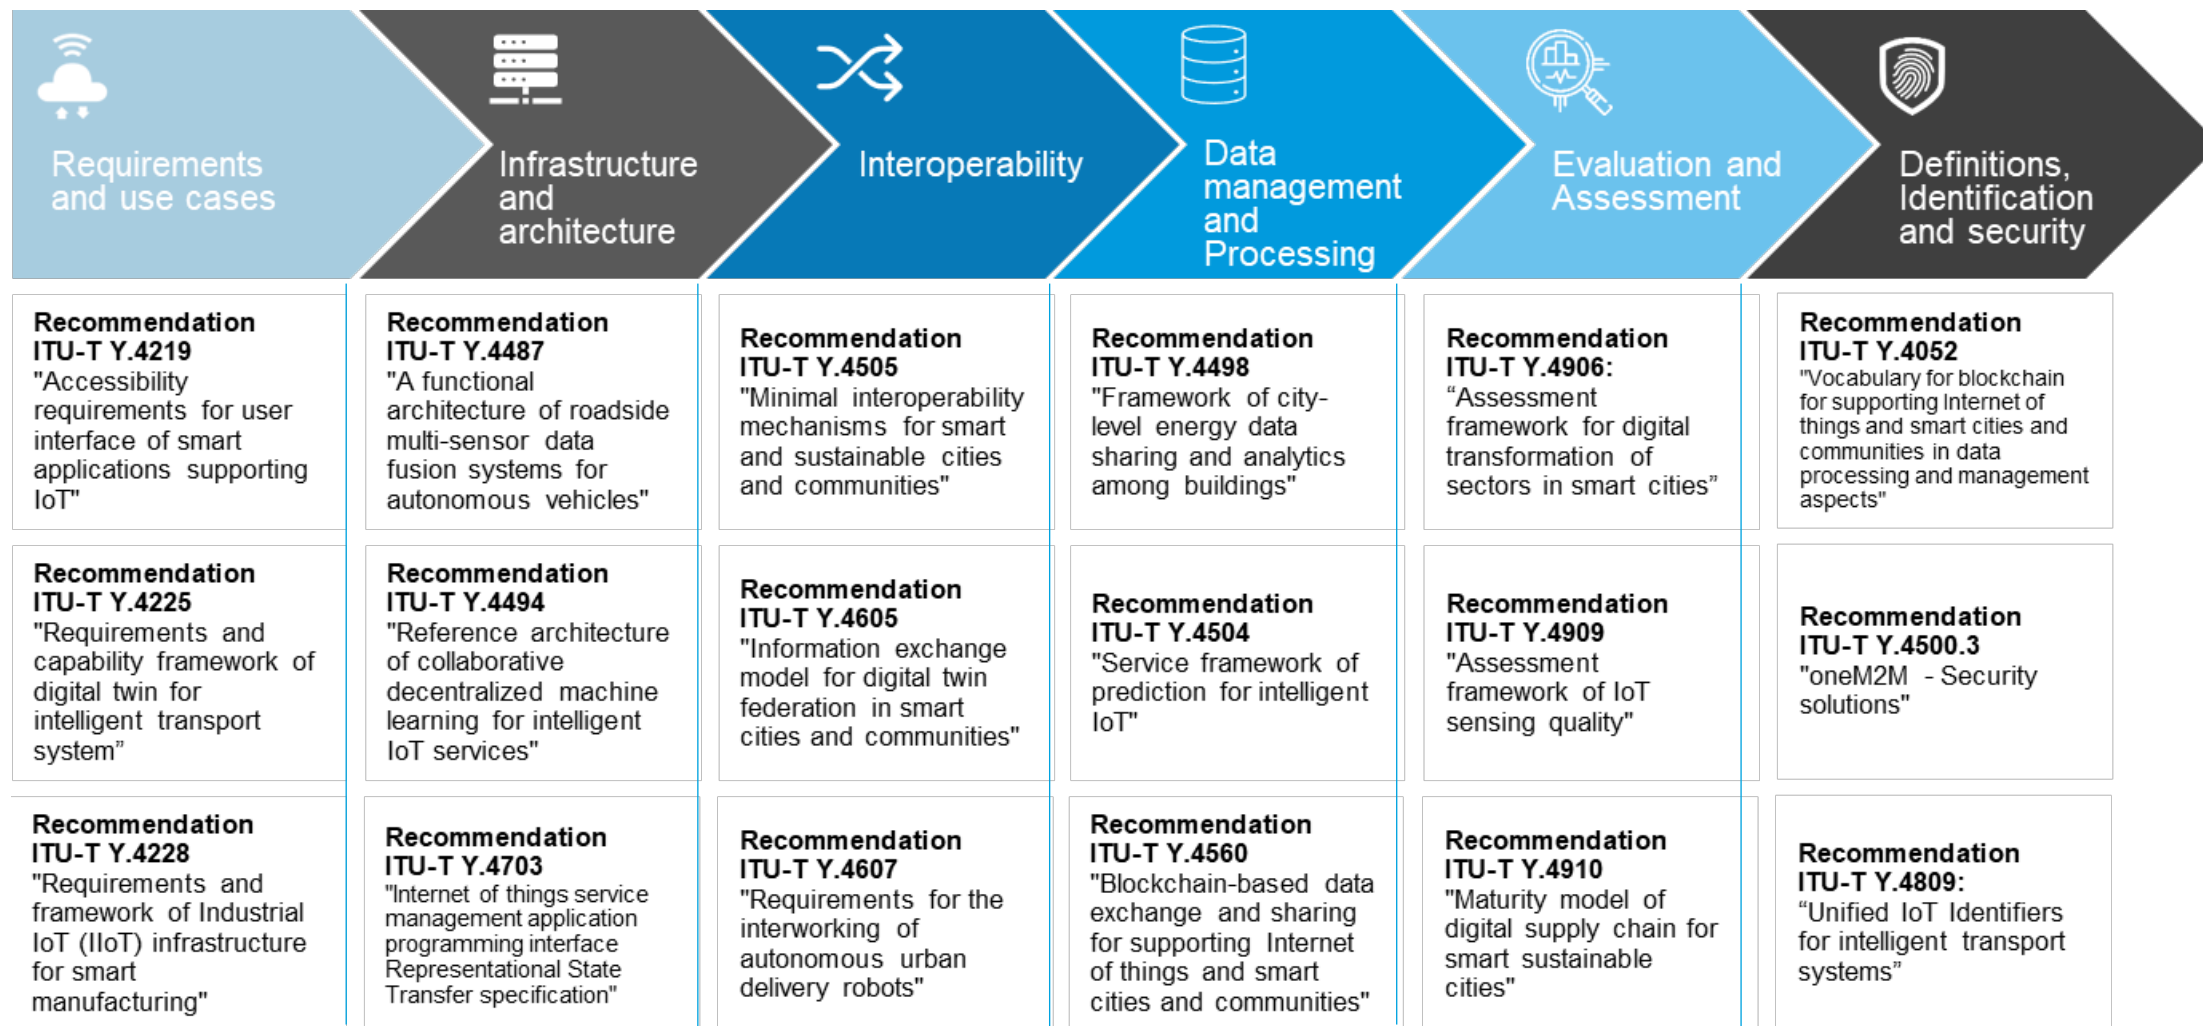 Requirements
and use cases
Infrastructure
and
architecture
Interoperability
Data
management
and
Processing
Evaluation and
Assessment
Definitions,
Identification
and security
Recommendation
ITU-T Y.4219
"Accessibility
requirements for user
interface of smart
applications supporting
IoT"
Recommendation
ITU-T Y.4487
"A functional
architecture of roadside
multi-sensor data
fusion systems for
autonomous vehicles"
Recommendation
ITU-T Y.4505
"Minimal interoperability
mechanisms for smart
and sustainable cities
and communities"
Recommendation
ITU-T Y.4498
"Framework of city-
level energy data
sharing and analytics
among buildings"
Recommendation
ITU-T Y.4906:
“Assessment
framework for digital
transformation of
sectors in smart cities”
Recommendation
ITU-T Y.4052
"Vocabulary for blockchain
for supporting Internet of
things and smart cities and
communities in data
processing and management
aspects"
Recommendation
ITU-T Y.4225
"Requirements and
capability framework of
digital twin for
intelligent transport
system”
Recommendation
ITU-T Y.4494
"Reference architecture
of collaborative
decentralized machine
learning for intelligent
IoT services"
Recommendation
ITU-T Y.4605
"Information exchange
model for digital twin
federation in smart
cities and communities"
Recommendation
ITU-T Y.4504
"Service framework of
prediction for intelligent
IoT"
Recommendation
ITU-T Y.4909
"Assessment
framework of IoT
sensing quality"
Recommendation
ITU-T Y.4500.3
"oneM2M - Security
solutions"
Recommendation
ITU-T Y.4228
"Requirements and
framework of Industrial
IoT (IIoT) infrastructure
for smart
manufacturing"
Recommendation
ITU-T Y.4703
"Internet of things service
management application
programming interface
Representational State
Transfer specification"
Recommendation
ITU-T Y.4607
"Requirements for the
interworking of
autonomous urban
delivery robots"
Recommendation
ITU-T Y.4560
"Blockchain-based data
exchange and sharing
for supporting Internet
of things and smart
cities and communities"
Recommendation
ITU-T Y.4910
"Maturity model of
digital supply chain for
smart sustainable
cities"
Recommendation
ITU-T Y.4809:
“Unified IoT Identifiers
for intelligent transport
systems”